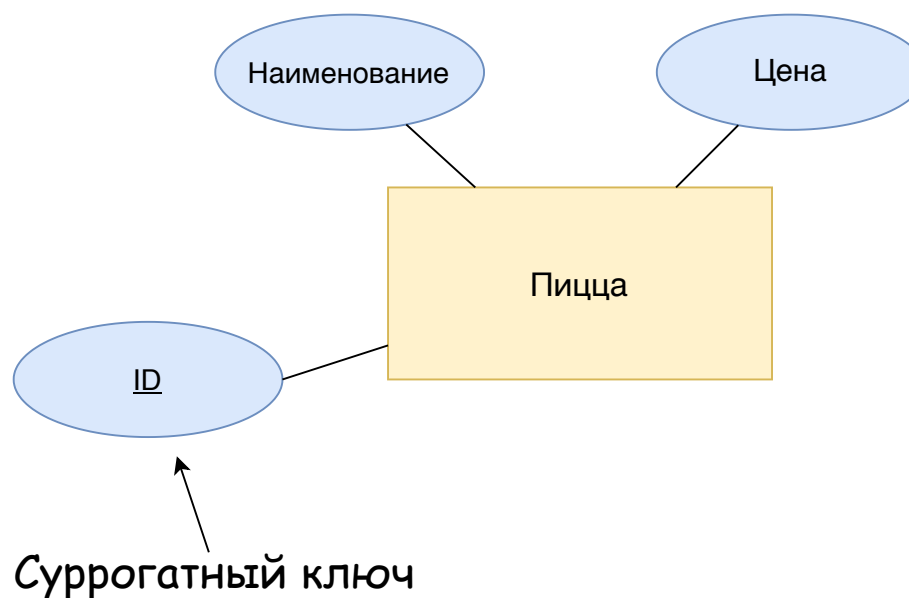 Наименование
Цена
Пицца
ID
Суррогатный ключ